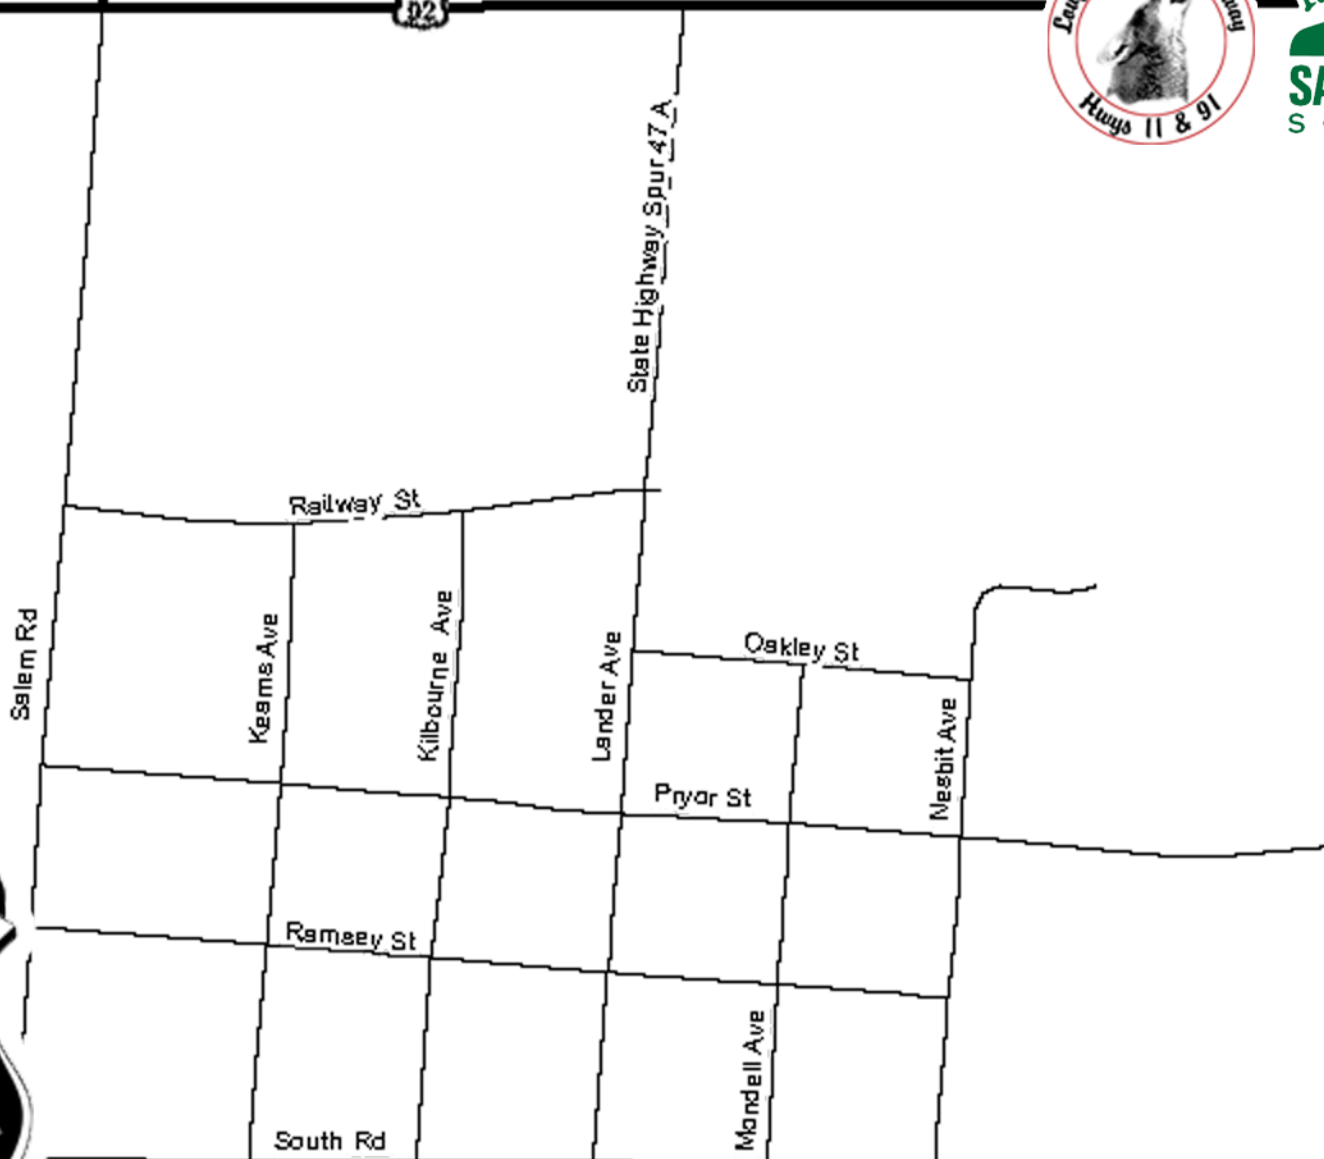 Hwys 11 & 91
SA
S
State Highway Spur 47 A
Railway St
Salem Rd
Kearns Ave
Kilbourne Ave
Lander Ave
Oakley St
Nesbit Ave
Pryor St
Ramsey St
Mandell Ave
South Rd